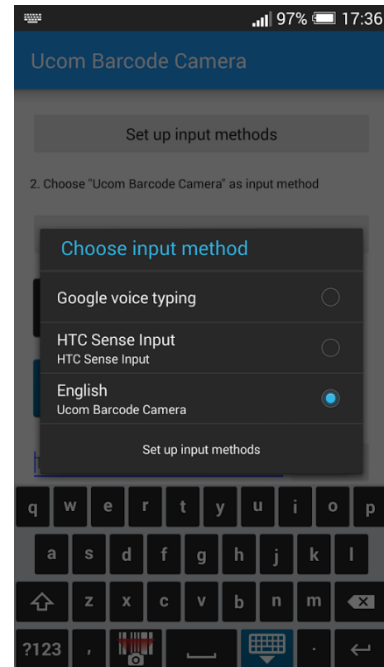 97% 17:36
Ucom Barcode Camera
Set up input methods
2. Choose "Ucom Barcode Camera" as input method
Choose input method
Google voice typing
HTC Sense Input
HTC Sense Input
English
Ucom Barcode Camera
Set up input methods
q w e r t y u i o p
a s d f g h j k l
z x c v b n m
?123 , .